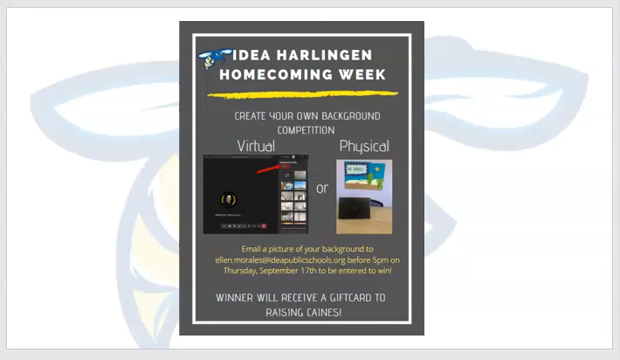 IDEA HARLINGEN
HOMECOMING WEEK
CREATE YOUR OWN BACKGROUND
COMPETITION
Virtual
Physical
or
Email a picture of your background to
ellen.morales@ideapublicschools.org before 5pm on
Thursday, September 17th to be entered to win!
WINNER WILL RECEIVE A GIFTCARD TO
RAISING CAINES!